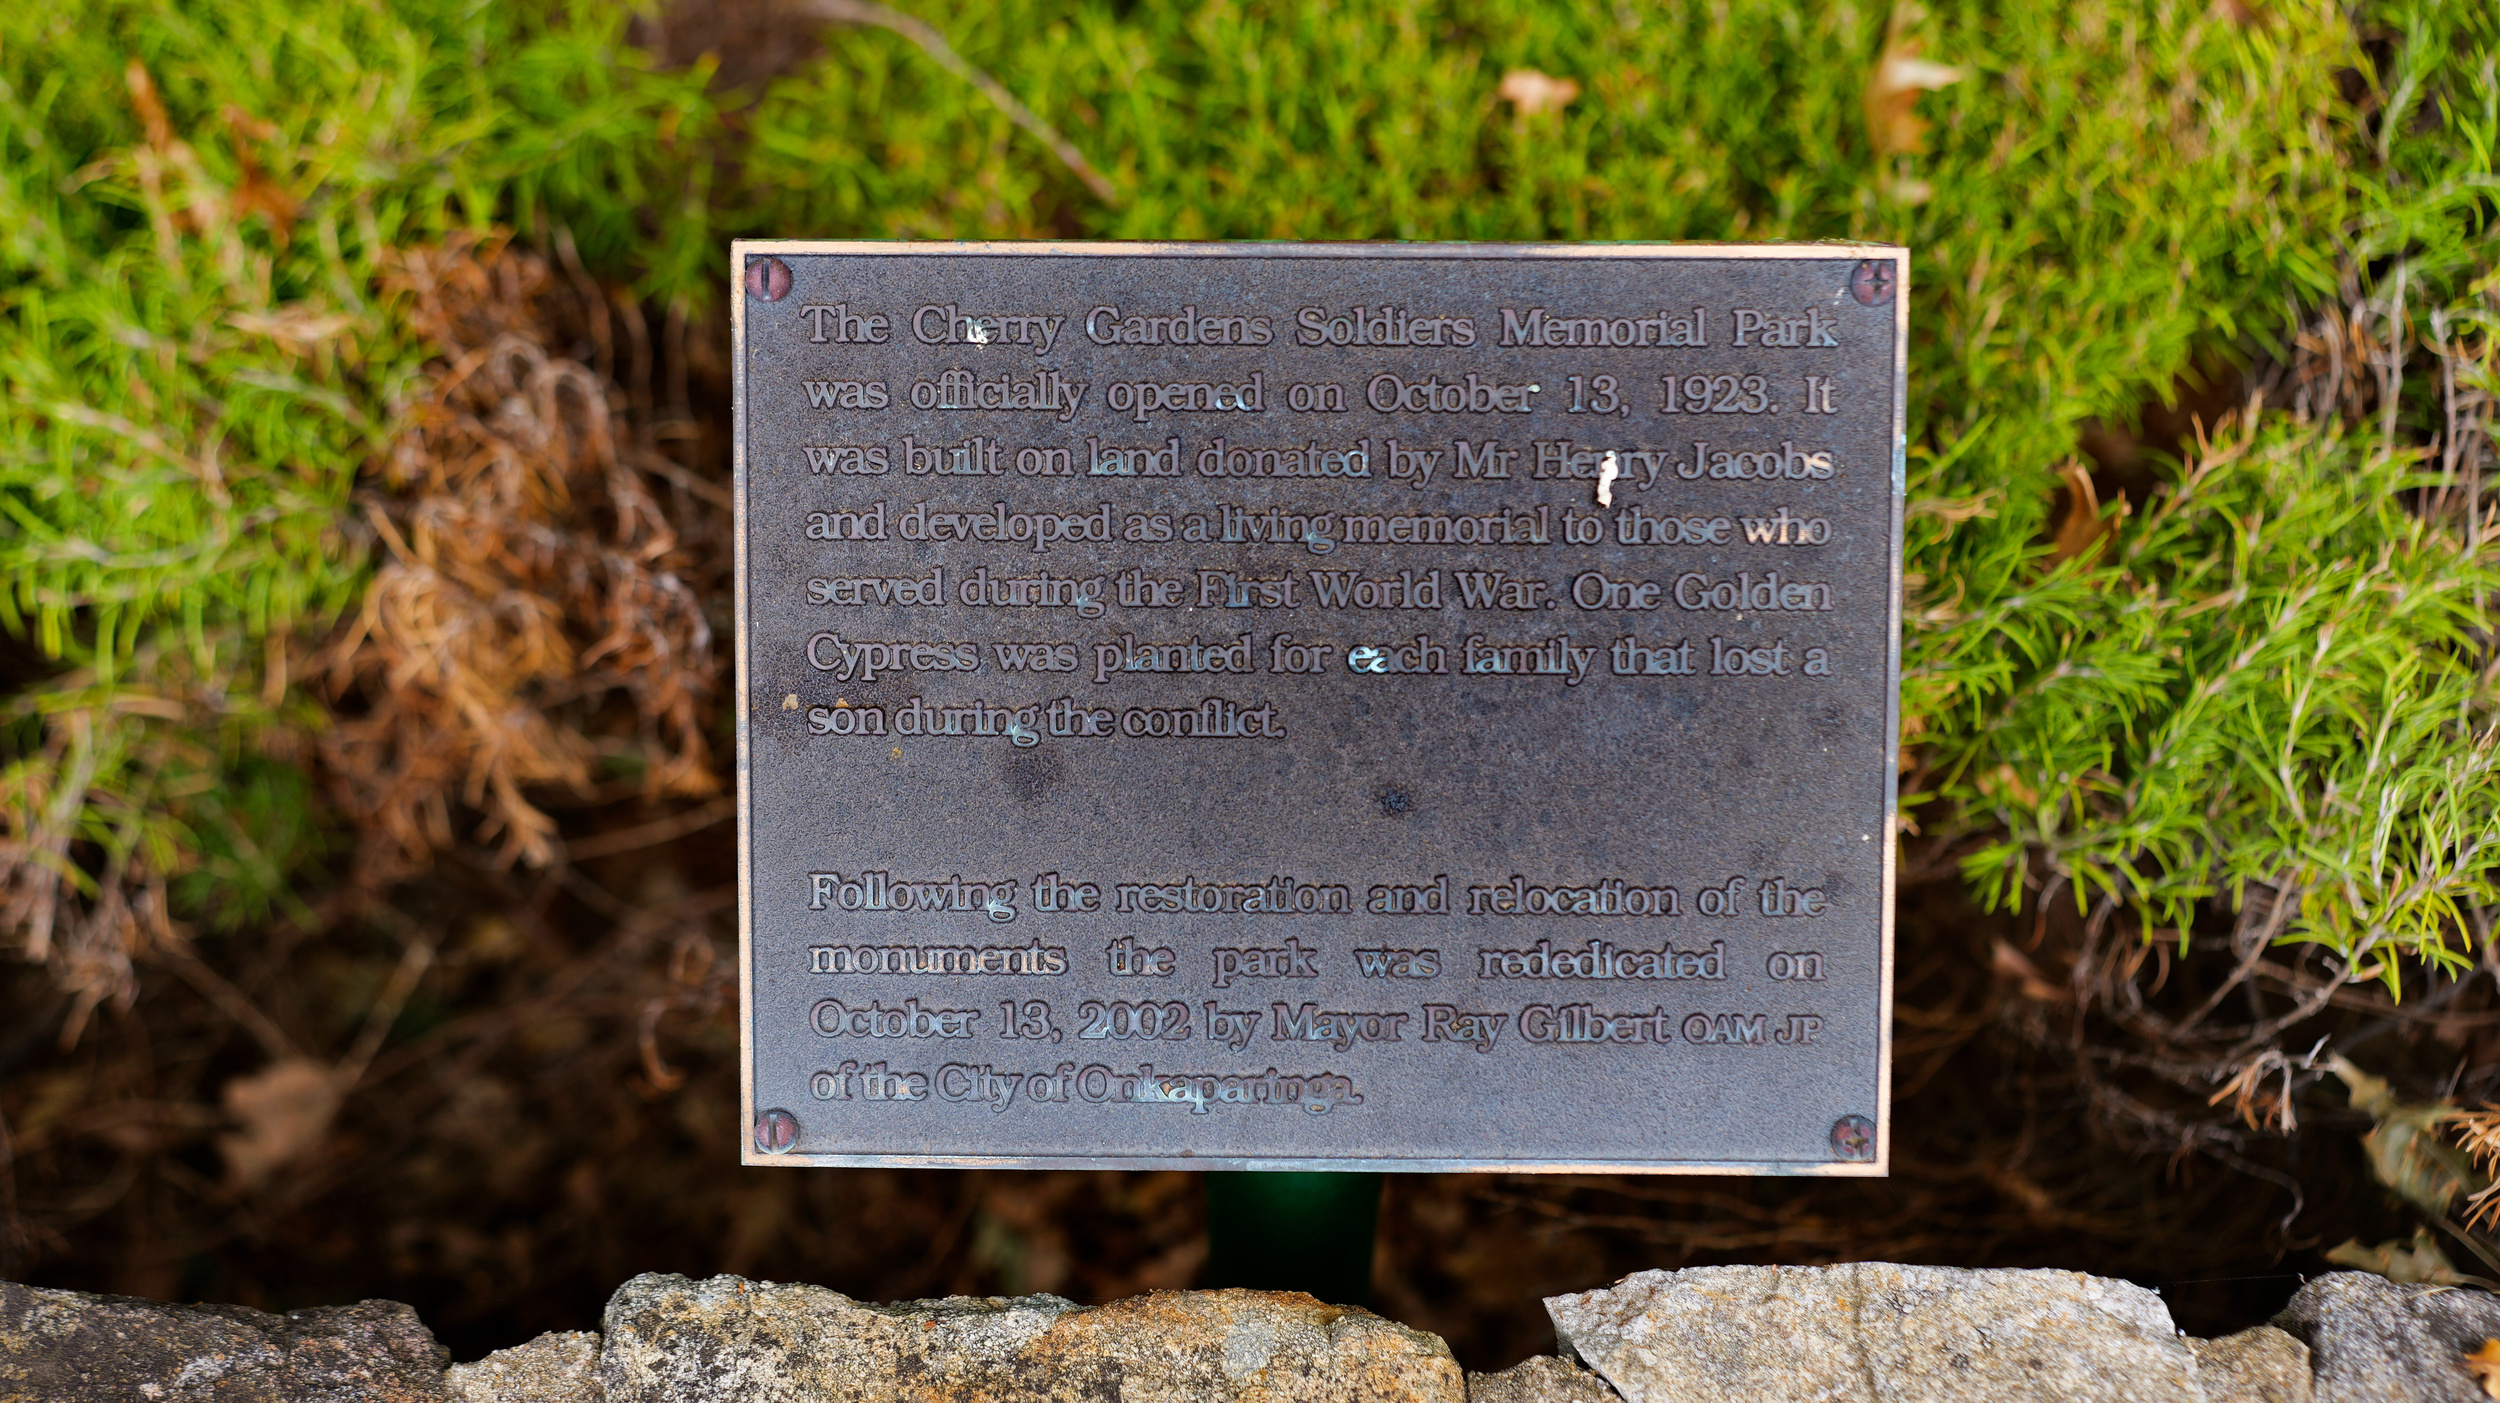 The Cherry Gardens Soldiers Memorial Park
was officially opened on October 13, 1923. It
was built on land donated by Mr Henry Jacobs
and developed as a living memorial to those who
served during the First World War. One Golden
Cypress was planted for each family that lost a
son during the conflict.
Following the restoration and relocation of the
monuments the park was rededicated on
October 13, 2002 by Mayor Ray Gilbert OAM JP
of the City of Onkaparinga.